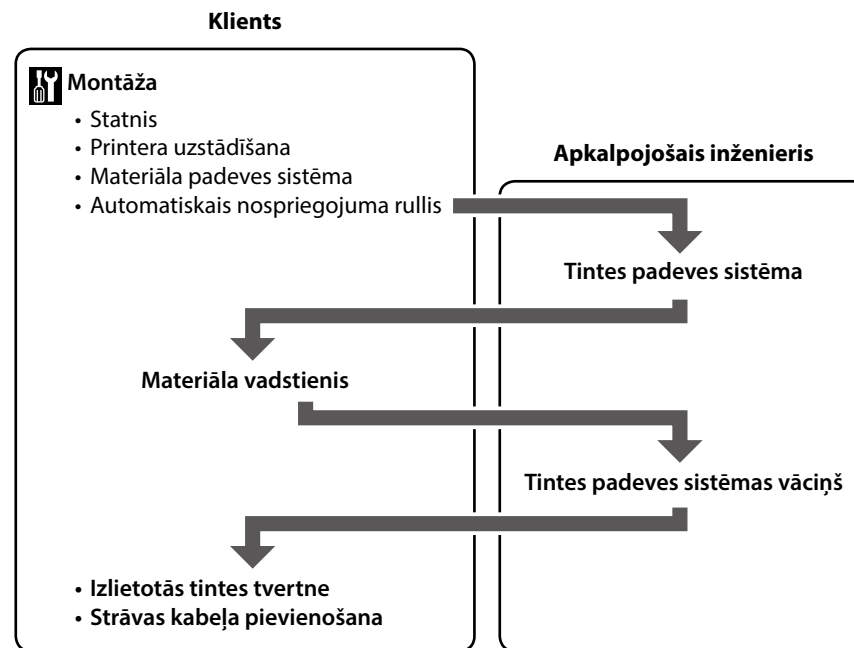 Klients
Montāža
• Statnis
• Printera uzstādīšana
• Materiāla padeves sistēma
• Automatiskais nospriegojuma rullis
Apkalpojošais inženieris
Tintes padeves sistēma
Materiāla vadstienis
Tintes padeves sistēmas vāciņš
• Izlietotās tintes tvertne
• Strāvas kabeļa pievienošana